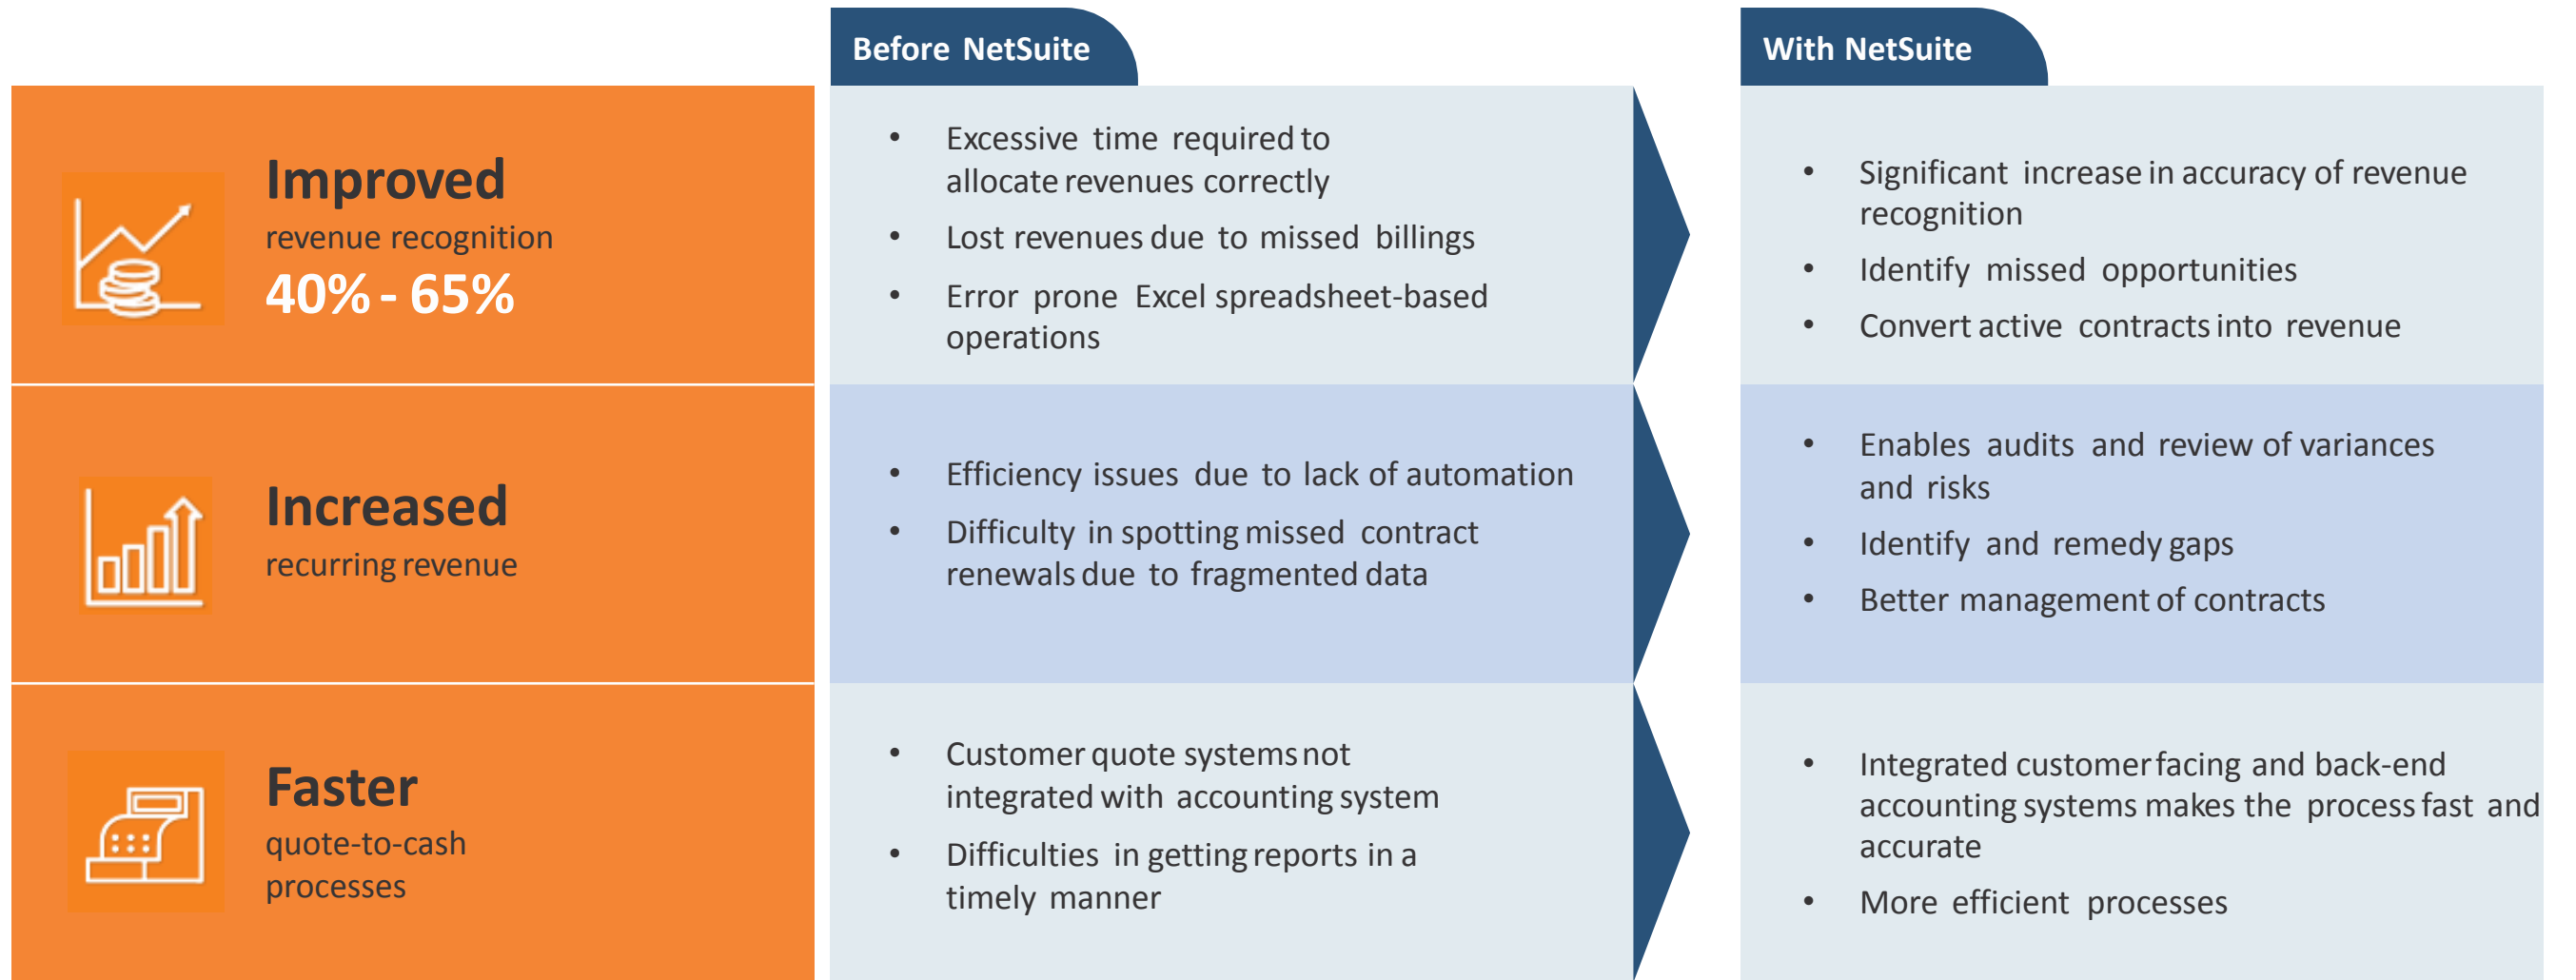 Before NetSuite
With NetSuite
Improved
revenue recognition
40% - 65%
• Excessive time required to
allocate revenues correctly
• Lost revenues due to missed billings
• Error prone Excel spreadsheet-based
operations
• Significant increase in accuracy of revenue
recognition
• Identify missed opportunities
• Convert active contracts into revenue
Increased
recurring revenue
• Efficiency issues due to lack of automation
• Difficulty in spotting missed contract
renewals due to fragmented data
• Enables audits and review of variances
and risks
• Identify and remedy gaps
• Better management of contracts
Faster
quote-to-cash
processes
• Customer quote systems not
integrated with accounting system
• Difficulties in getting reports in a
timely manner
• Integrated customer facing and back-end
accounting systems makes the process fast and
accurate
• More efficient processes